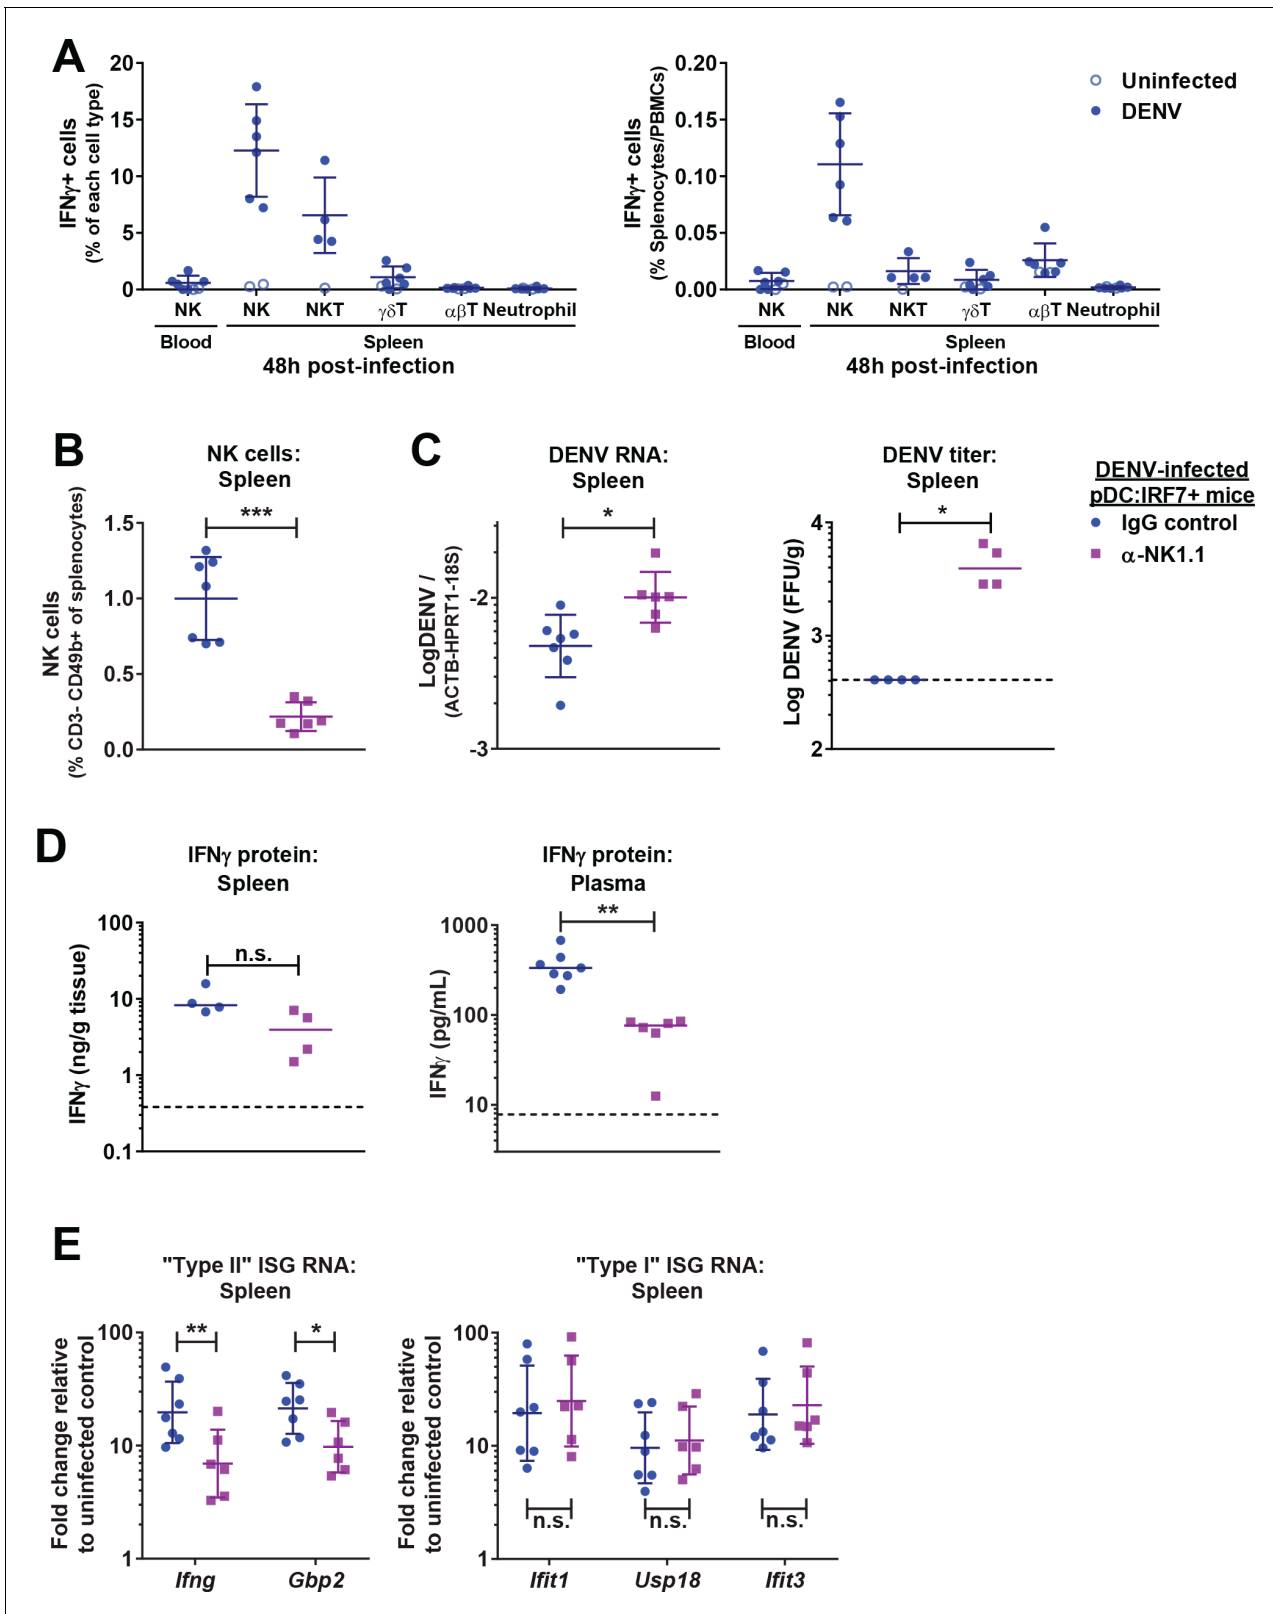 A
20
15
10
5
0
IFNγ+ cells
(% of each cell type)
NK NK NKT γδT αβT Neutrophil
Blood Spleen
48h post-infection
0.20
0.15
0.10
0.05
0.00
IFNγ+ cells
(% Splenocytes/PBMCs)
NK NK NKT γδT αβT Neutrophil
Blood Spleen
48h post-infection
Uninfected
DENV
B
NK cells:
Spleen
***
1.5
1.0
0.5
0.0
NK cells
(% CD3- CD49b+ of splenocytes)
C
DENV RNA:
Spleen
*
-2
-3
LogDENV /
(ACTB-HPRT1-18S)
DENV titer:
Spleen
*
4
3
2
Log DENV (FFU/g)
DENV-infected
pDC:IRF7+ mice
IgG control
α-NK1.1
D
IFNγ protein:
Spleen
n.s.
100
10
1
0.1
IFNγ (ng/g tissue)
IFNγ protein:
Plasma
**
1000
100
10
IFNγ (pg/mL)
E
"Type II" ISG RNA:
Spleen
** *
100
10
1
Fold change relative
to uninfected control
Ifng Gbp2
"Type I" ISG RNA:
Spleen
100
10
1
Fold change relative
to uninfected control
n.s. n.s. n.s.
Ifit1 Usp18 Ifit3